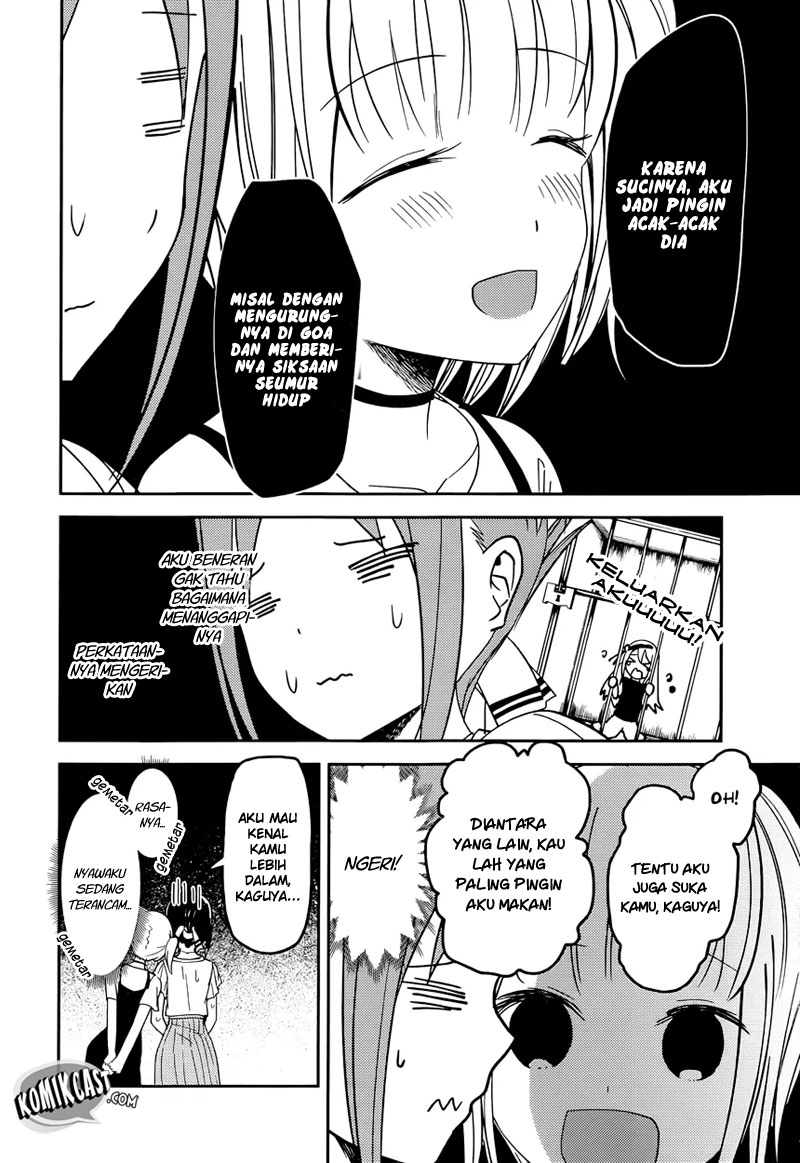 KARENA
SUCINYA, AKU
JADI PINGIN
ACAK-ACAK
DIA
MISAL DENGAN
MENGURUNG-
NYA DI GOA
DAN MEMBERI-
NYA SIKSAAN
SEUMUR
HIDUP
KELUARKAN
AKUUUUUU!
AKU BENERAN
GAK TAHU
BAGAIMANA
MENANGGAPI-
NYA
PERKATAAN-
NYA MENGERI-
KAN
OH!
TENTU AKU
JUGA SUKA
KAMU, KAGUYA!
DIANTARA
YANG LAIN, KAU
LAH YANG
PALING PINGIN
AKU MAKAN!
NGERI!
AKU MAU
KENAL
KAMU
LEBIH
DALAM,
KAGUYA...
gemetar
RASA-
NYA...
gemetar
NYAWAKU
SEDANG
TERANCAM...
gemetar
KOMIKCAST
.COM